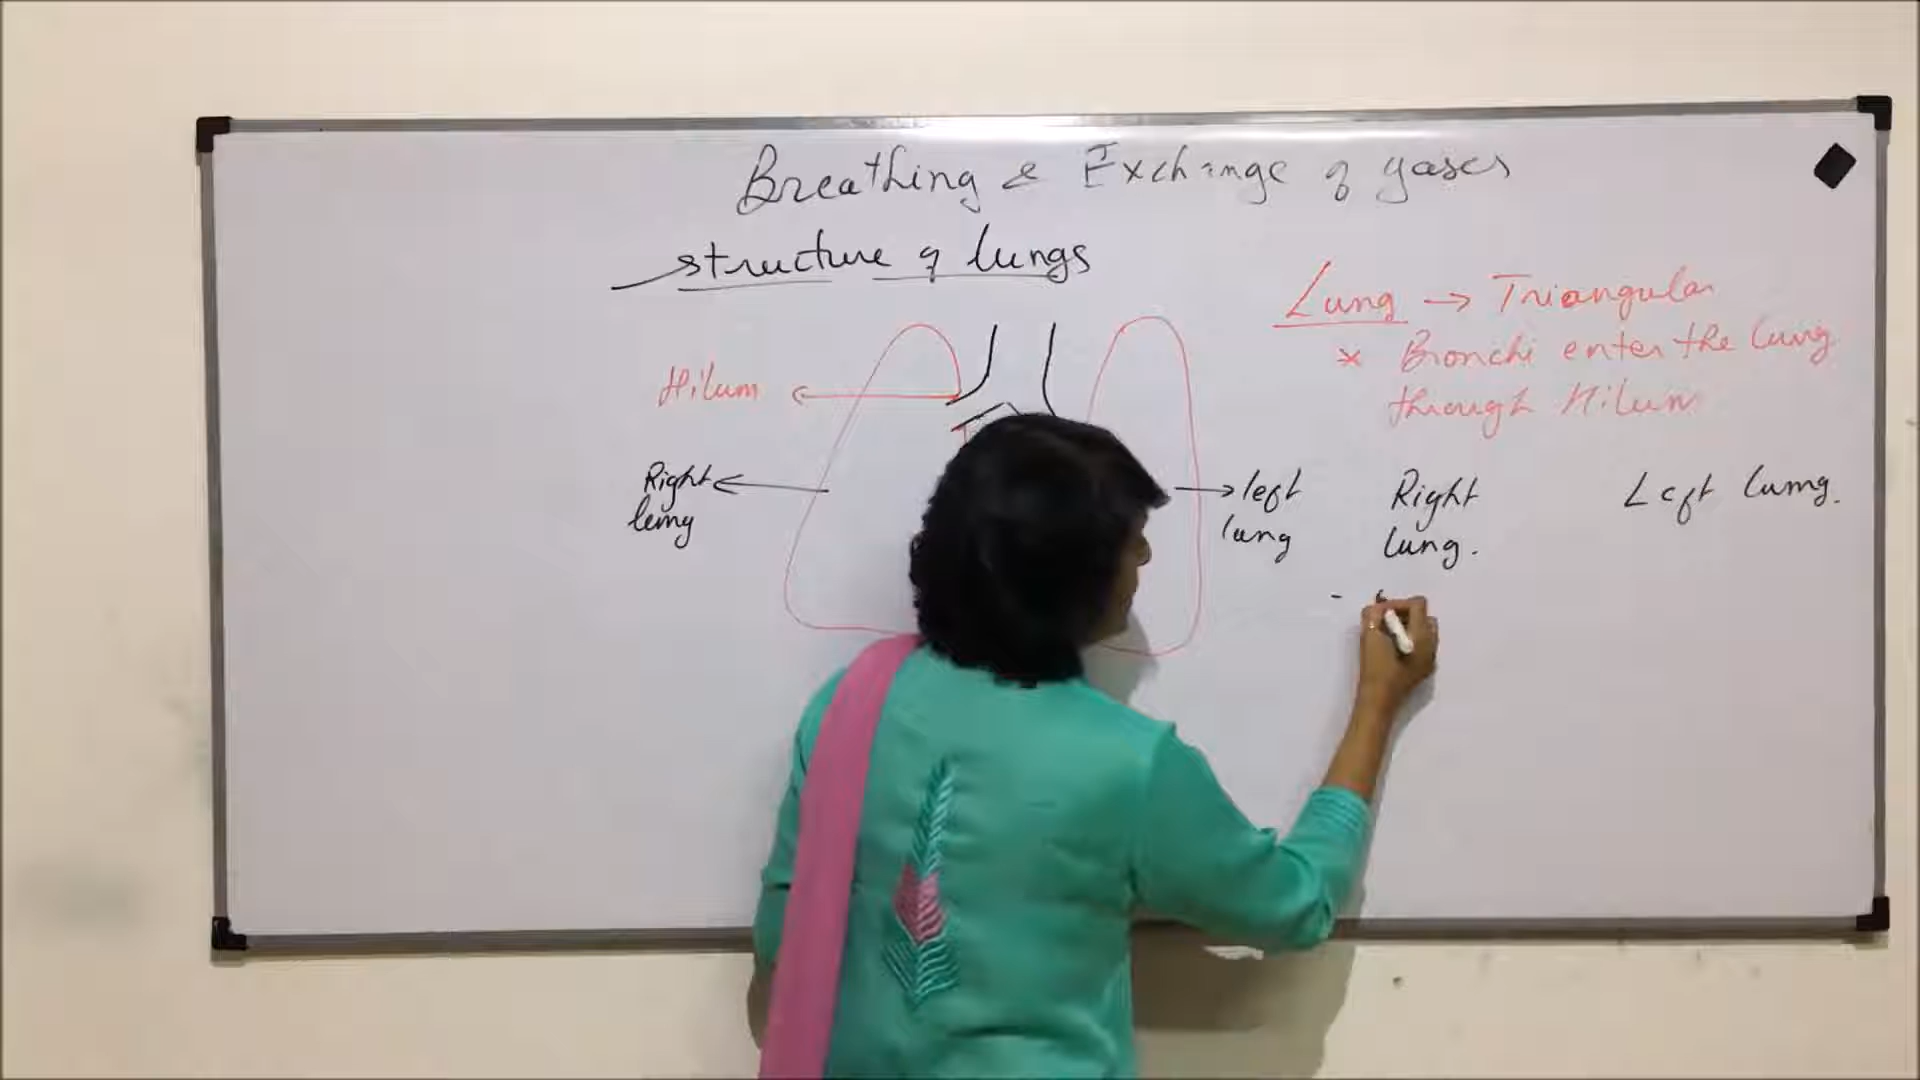 Breathing & Exchange of gases
structure of lungs
Lung → Triangular
* Bronchi enter the lung
through Hilum
Hilum
Right
lung
left
lung
Right
lung.
Left lung.
-